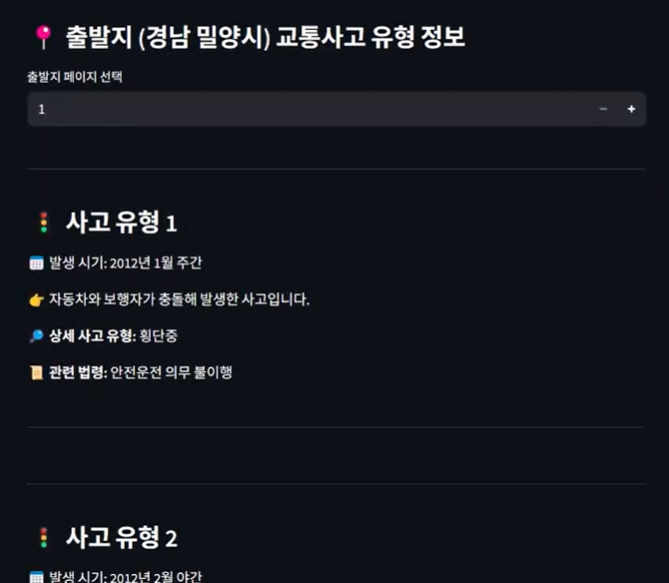 출발지 (경남 밀양시) 교통사고 유형 정보
출발지 페이지 선택
1 − +
사고 유형 1
발생 시기: 2012년 1월 주간
자동차와 보행자가 충돌해 발생한 사고입니다.
상세 사고 유형: 횡단중
관련 법령: 안전운전 의무 불이행
사고 유형 2
발생 시기: 2012년 2월 야간